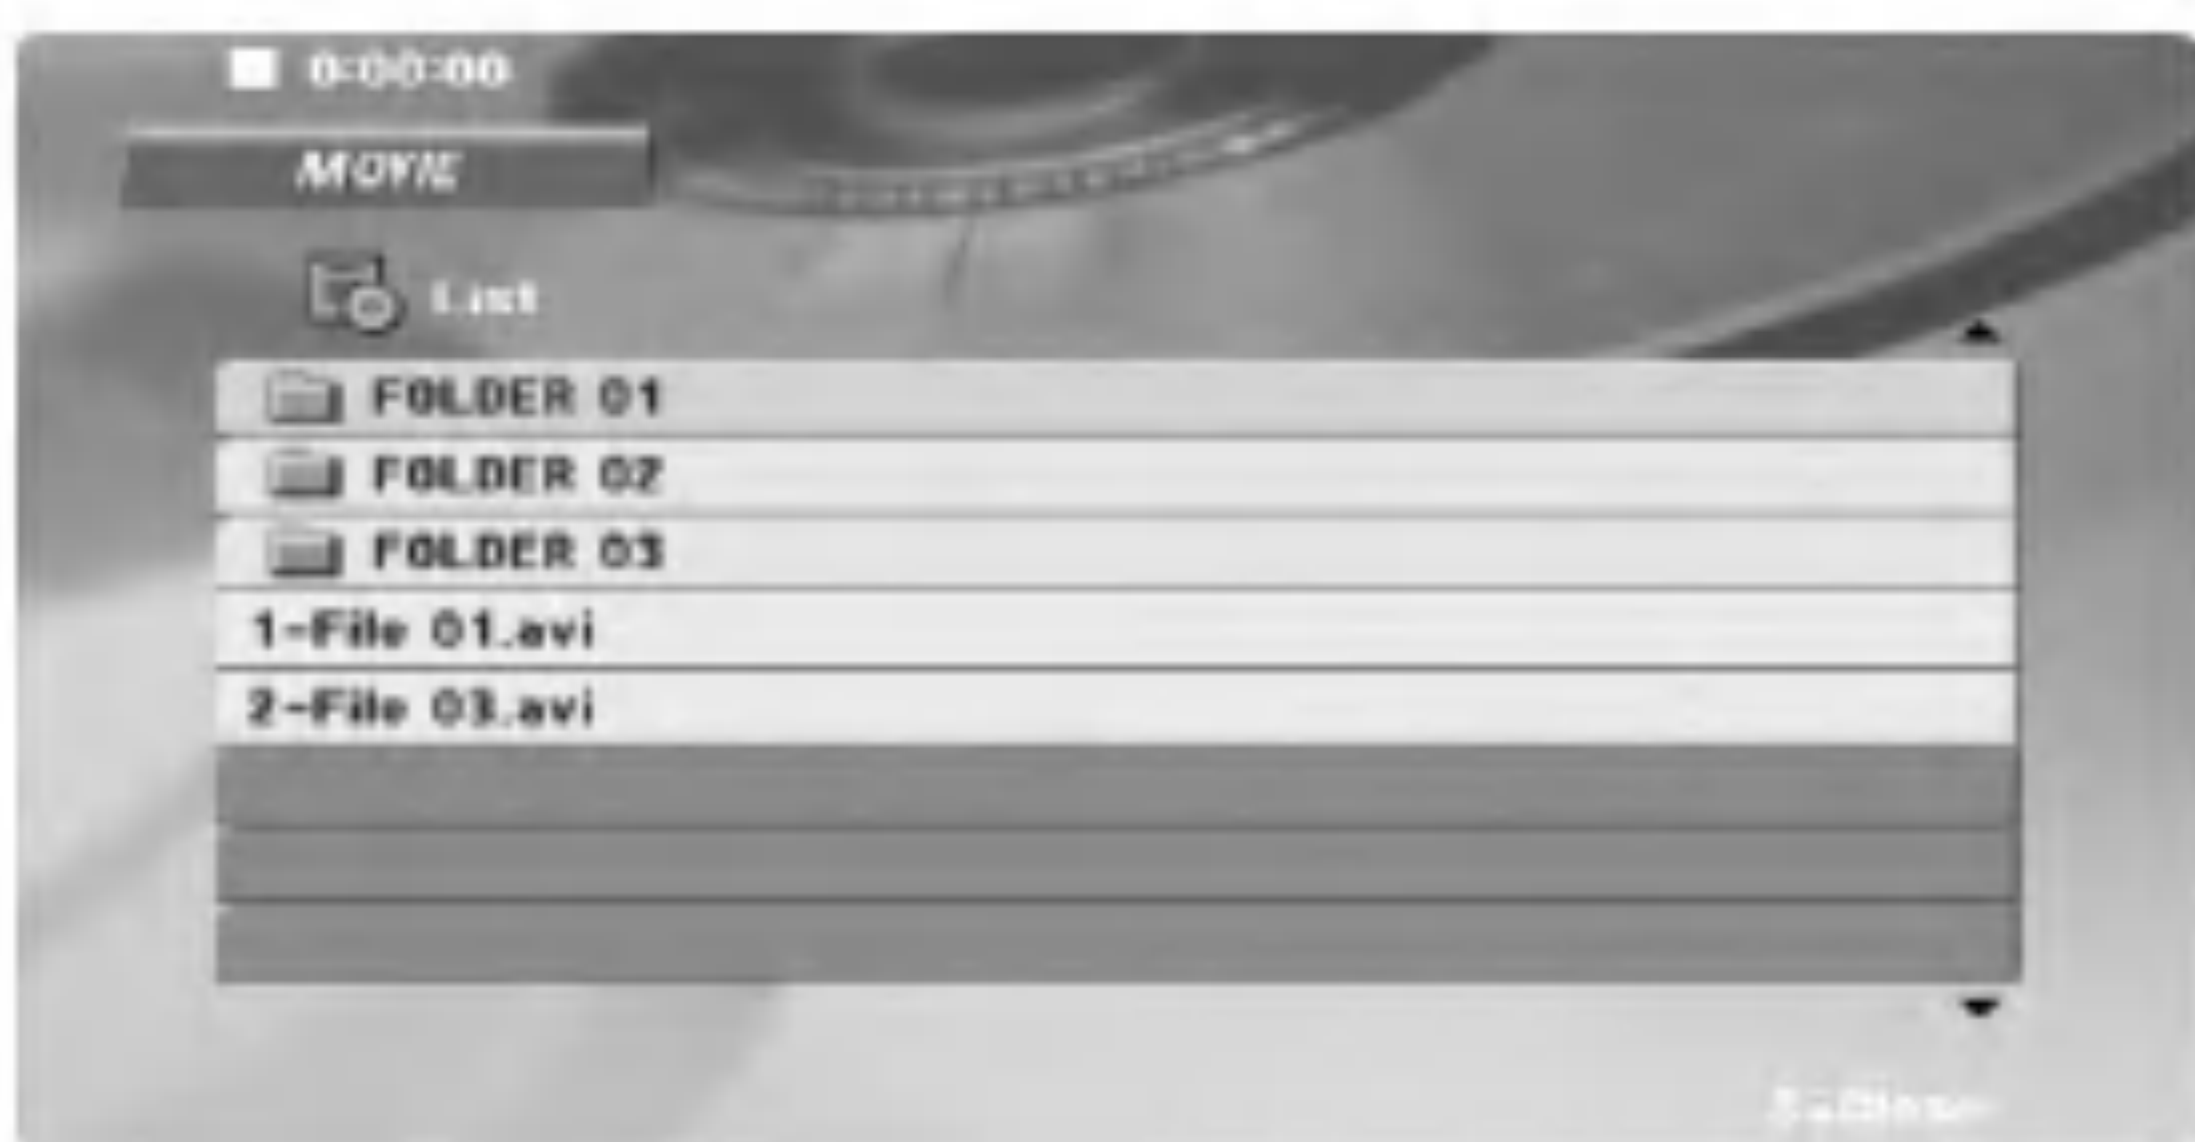 0:00:00
MOVIE
List
FOLDER 01
FOLDER 02
FOLDER 03
1-File 01.avi
2-File 03.avi